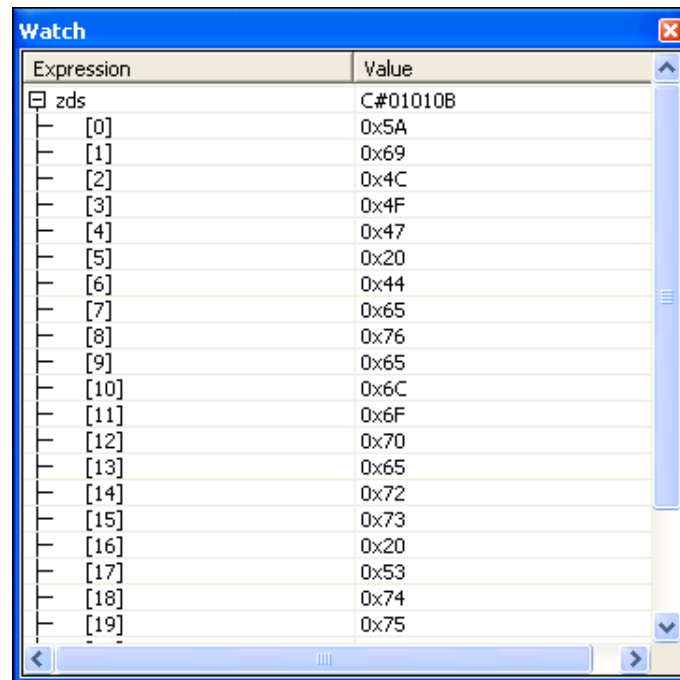 Watch
Expression Value
zds C#01010B
[0] 0x5A
[1] 0x69
[2] 0x4C
[3] 0x4F
[4] 0x47
[5] 0x20
[6] 0x44
[7] 0x65
[8] 0x76
[9] 0x65
[10] 0x6C
[11] 0x6F
[12] 0x70
[13] 0x65
[14] 0x72
[15] 0x73
[16] 0x20
[17] 0x53
[18] 0x74
[19] 0x75